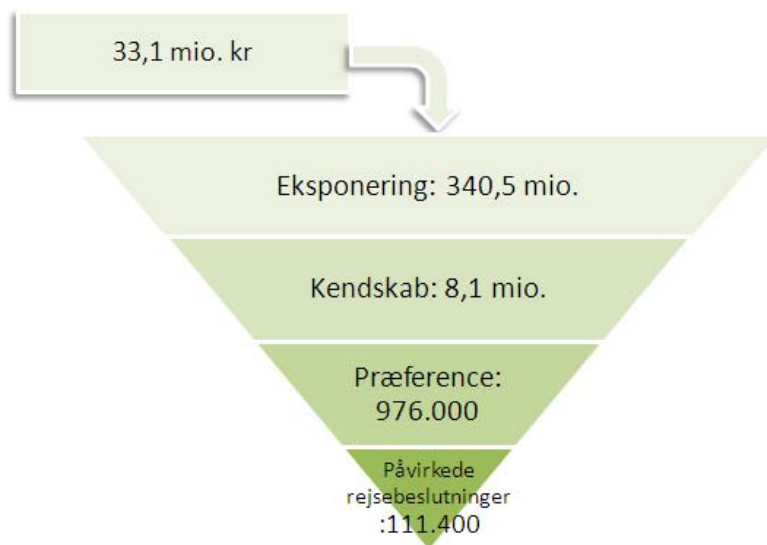 33,1 mio. kr
Eksponering: 340,5 mio.
Kendskab: 8,1 mio.
Præference:
976.000
Påvirkede
rejsebeslutninger
:111.400